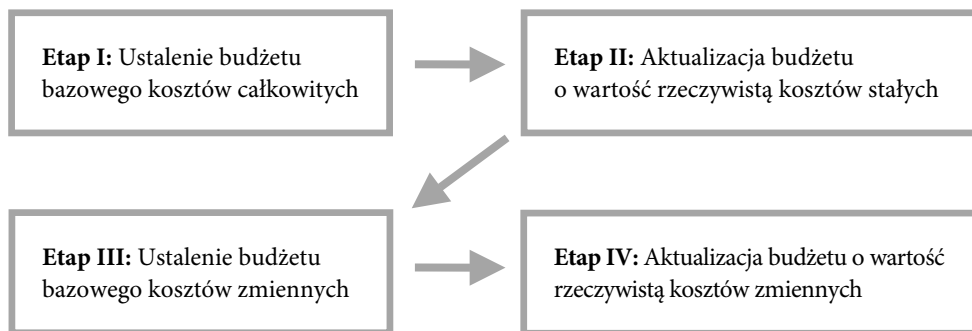 Etap I: Ustalenie budżetu
bazowego kosztów całkowitych
Etap II: Aktualizacja budżetu
o wartość rzeczywistą kosztów stałych
Etap III: Ustalenie budżetu
bazowego kosztów zmiennych
Etap IV: Aktualizacja budżetu o wartość
rzeczywistą kosztów zmiennych